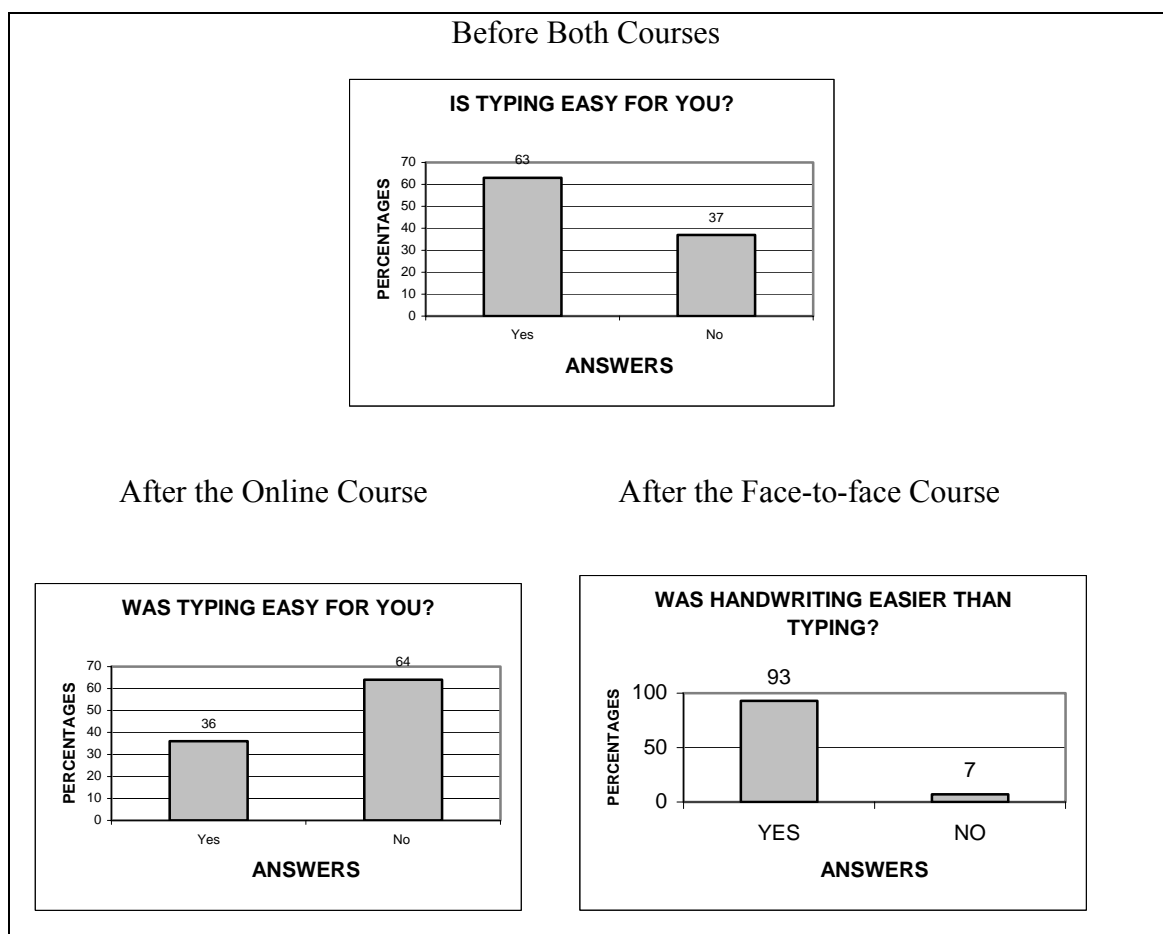 Before Both Courses
IS TYPING EASY FOR YOU?
63
37
70
60
50
40
30
20
10
0
PERCENTAGES
Yes No
ANSWERS
After the Online Course
After the Face-to-face Course
WAS TYPING EASY FOR YOU?
36
64
70
60
50
40
30
20
10
0
PERCENTAGES
Yes No
ANSWERS
WAS HANDWRITING EASIER THAN
TYPING?
93
7
100
50
0
PERCENTAGES
YES NO
ANSWERS